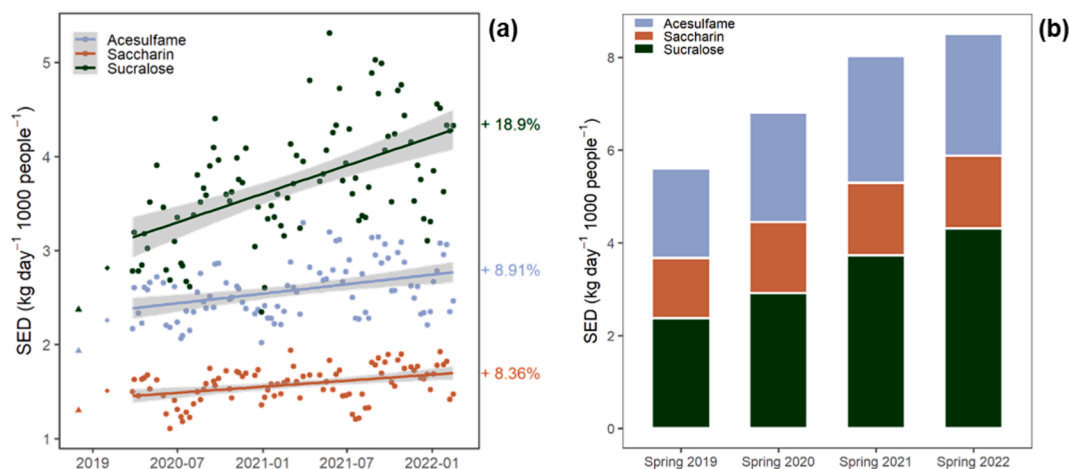 (a)
Acesulfame
Saccharin
Sucralose
SED (kg day⁻¹ 1000 people⁻¹)
5
4
3
2
1
+ 18.9%
+ 8.91%
+ 8.36%
2019
2020-07
2021-01
2021-07
2022-01
(b)
Acesulfame
Saccharin
Sucralose
SED (kg day⁻¹ 1000 people⁻¹)
8
6
4
2
0
Spring 2019
Spring 2020
Spring 2021
Spring 2022